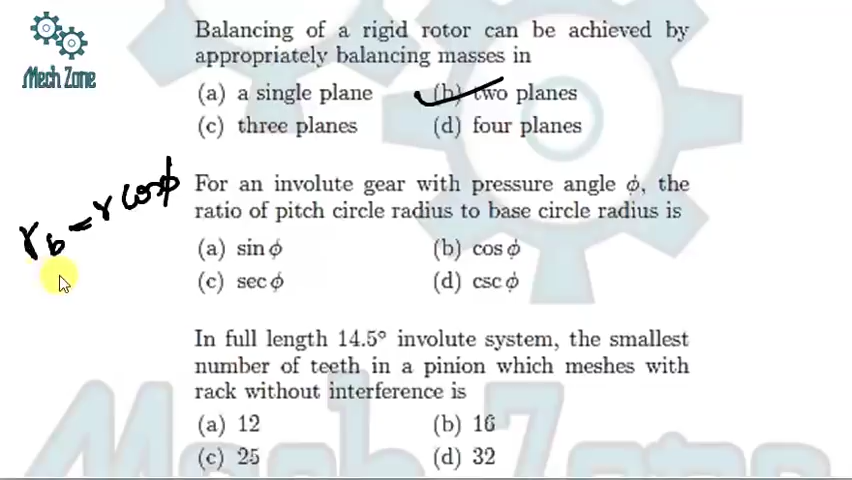 Mech Zone
Balancing of a rigid rotor can be achieved by
appropriately balancing masses in
(a) a single plane (b) two planes
(c) three planes (d) four planes
r_b = r cosϕ
For an involute gear with pressure angle ϕ, the
ratio of pitch circle radius to base circle radius is
(a) sin ϕ (b) cos ϕ
(c) sec ϕ (d) csc ϕ
In full length 14.5° involute system, the smallest
number of teeth in a pinion which meshes with
rack without interference is
(a) 12 (b) 16
(c) 25 (d) 32
Mech Zone